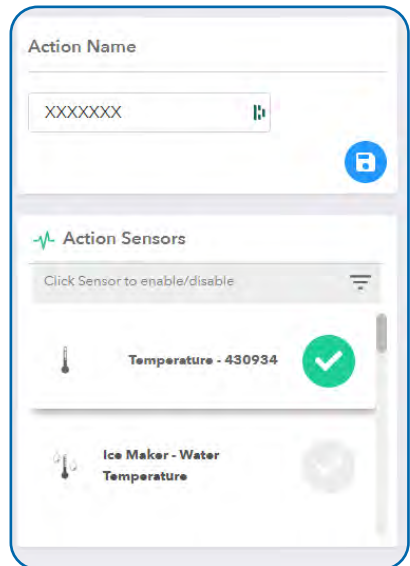 Action Name
XXXXXXX
Action Sensors
Click Sensor to enable/disable
Temperature - 430934
Ice Maker - Water
Temperature